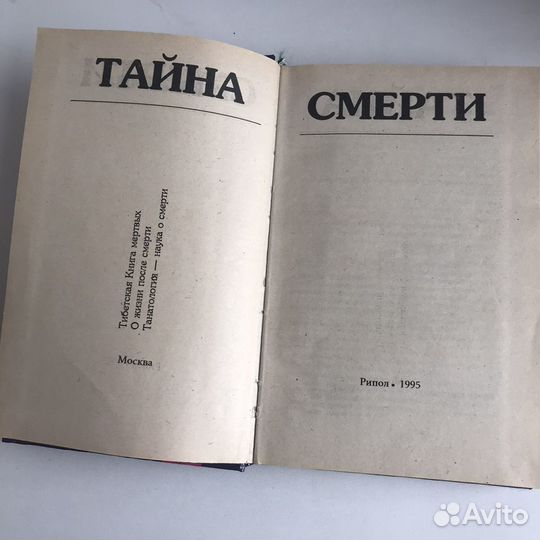 ТАЙНА
СМЕРТИ
Тибетская Книга мертвых
О жизни после смерти
Танатология — наука о смерти
Москва
Рипол • 1995
Avito